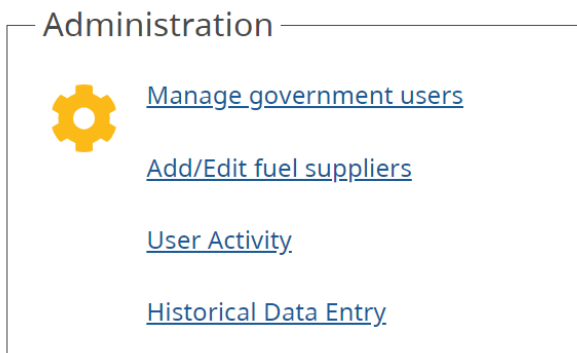 Administration
Manage government users
Add/Edit fuel suppliers
User Activity
Historical Data Entry